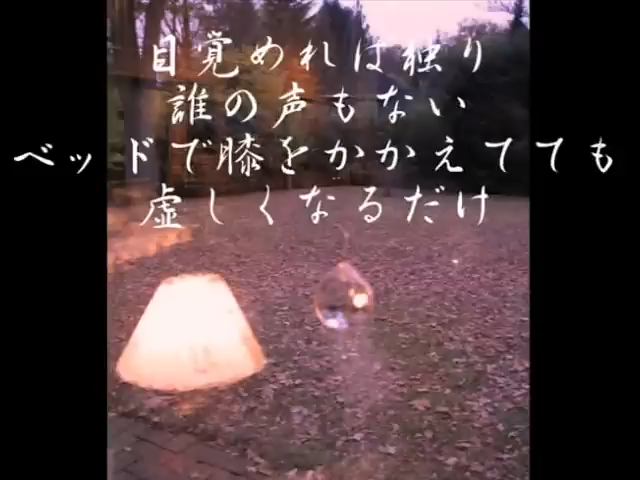 目覚めれは独り
誰の声もない
ベッドで膝をかかえてても
虚しくなるだけ